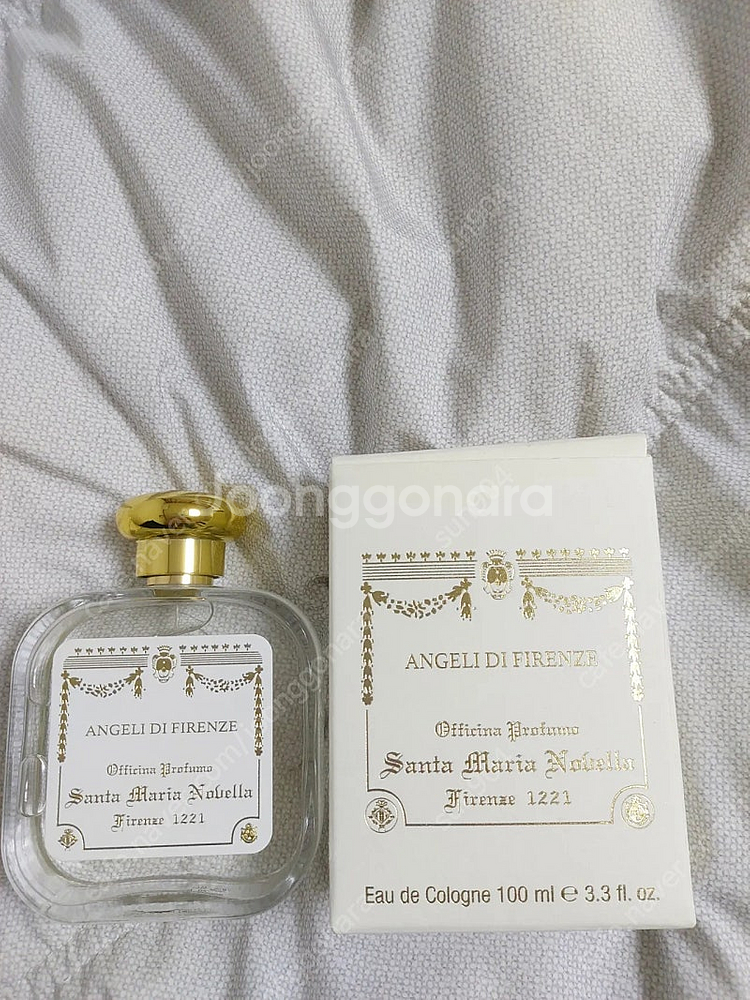 joonggonara
ANGELI DI FIRENZE
Officina Profumo
Santa Maria Novella
Firenze 1221
ANGELI DI FIRENZE
Officina Profumo
Santa Maria Novella
Firenze 1221
Eau de Cologne 100 ml ℮ 3.3 fl. oz.